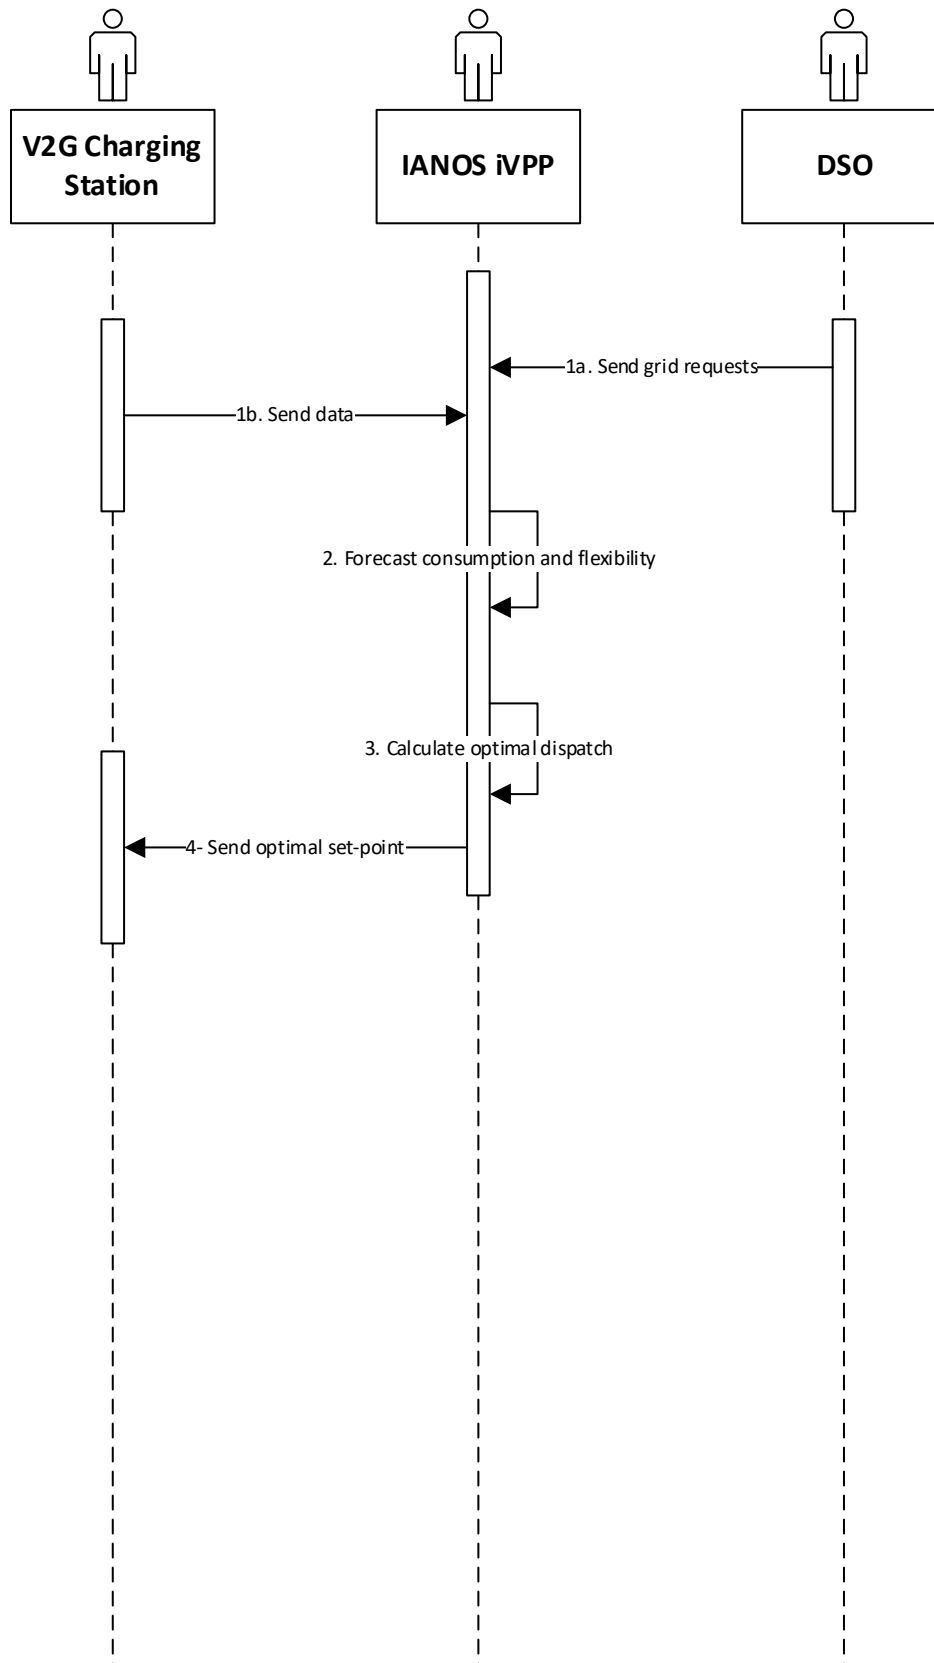 V2G Charging
Station
IANOS iVPP
DSO
1a. Send grid requests
1b. Send data
2. Forecast consumption and flexibility
3. Calculate optimal dispatch
4- Send optimal set-point